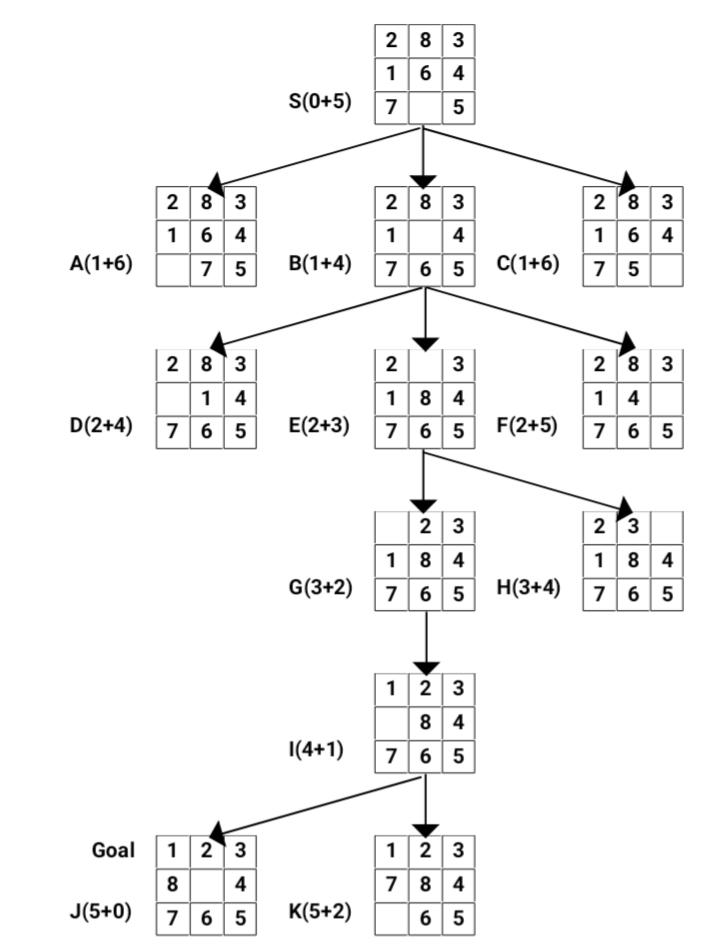 2 8 3
1 6 4
S(0+5) 7 5
2 8 3 2 8 3 2 8 3
1 6 4 1 4 1 6 4
A(1+6) 7 5 B(1+4) 7 6 5 C(1+6) 7 5
2 8 3 2 3 2 8 3
1 4 1 8 4 1 4
D(2+4) 7 6 5 E(2+3) 7 6 5 F(2+5) 7 6 5
2 3 2 3
1 8 4 1 8 4
G(3+2) 7 6 5 H(3+4) 7 6 5
1 2 3
8 4
I(4+1) 7 6 5
Goal 1 2 3 1 2 3
8 4 7 8 4
J(5+0) 7 6 5 K(5+2) 6 5